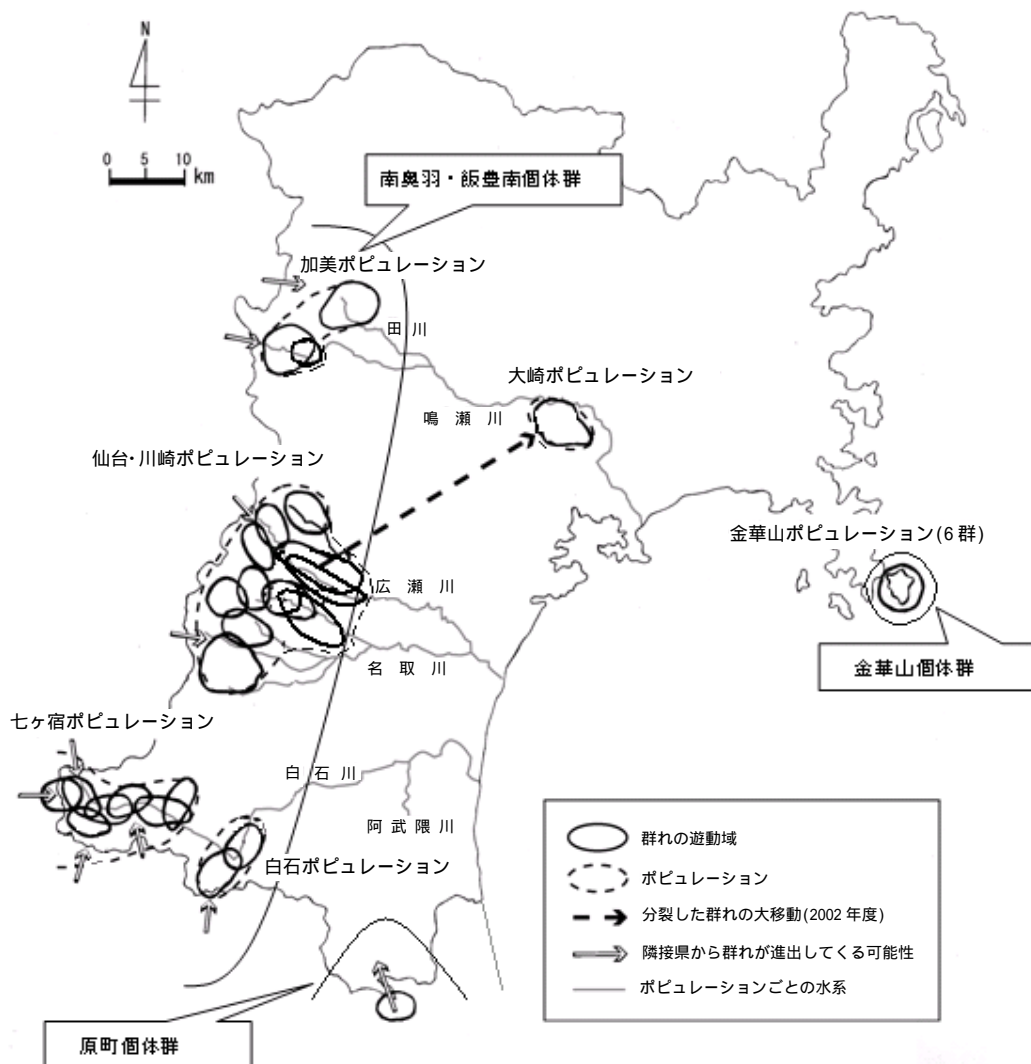 N
0 5 10
km
南奥羽・飯豊南個体群
加美ポピュレーション
田川
大崎ポピュレーション
鳴瀬川
仙台・川崎ポピュレーション
金華山ポピュレーション(6群)
広瀬川
金華山個体群
名取川
七ヶ宿ポピュレーション
白石川
阿武隈川
白石ポピュレーション
群れの遊動域
ポピュレーション
分裂した群れの大移動(2002年度)
隣接県から群れが進出してくる可能性
ポピュレーションごとの水系
原町個体群